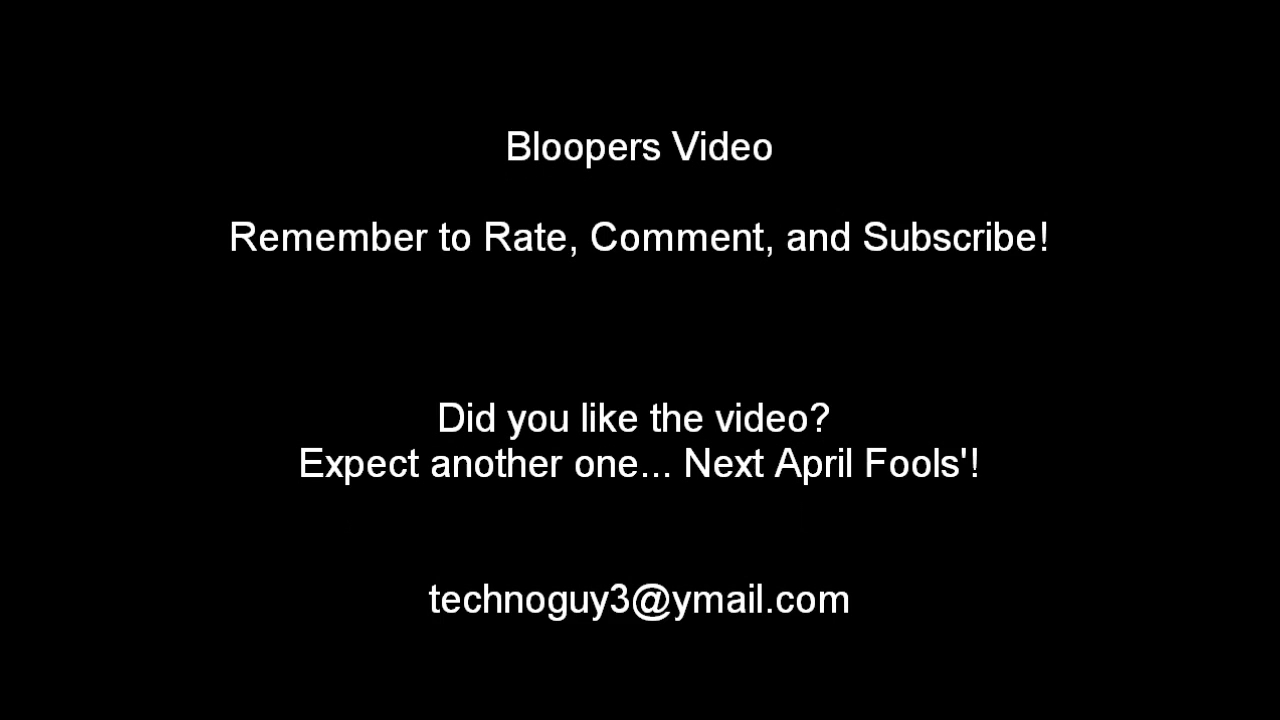 Bloopers Video
Remember to Rate, Comment, and Subscribe!
Did you like the video?
Expect another one... Next April Fools'!
technoguy3@ymail.com